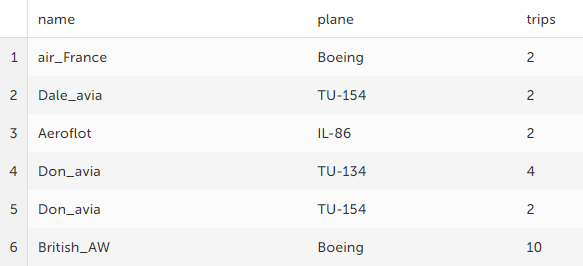 name plane trips
1 air_France Boeing 2
2 Dale_avia TU-154 2
3 Aeroflot IL-86 2
4 Don_avia TU-134 4
5 Don_avia TU-154 2
6 British_AW Boeing 10